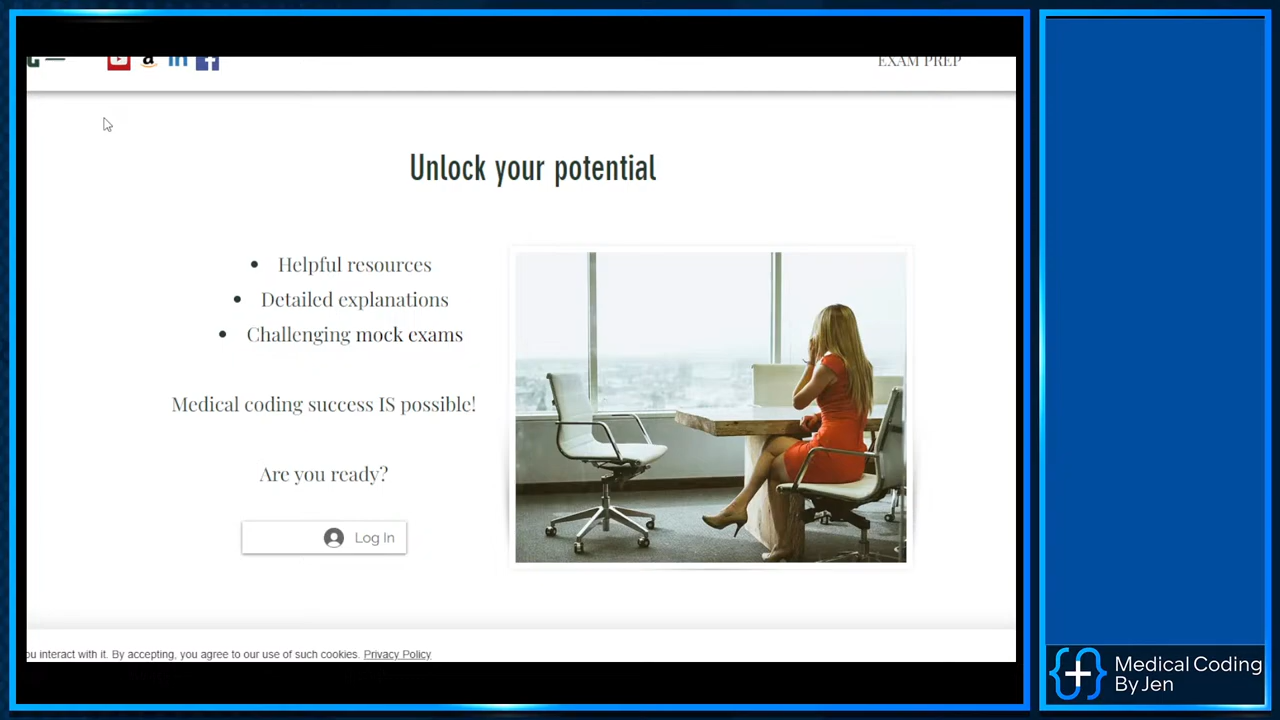 EXAM PREP
Unlock your potential
Helpful resources
Detailed explanations
Challenging mock exams
Medical coding success IS possible!
Are you ready?
Log In
you interact with it. By accepting, you agree to our use of such cookies. Privacy Policy
Medical Coding
By Jen